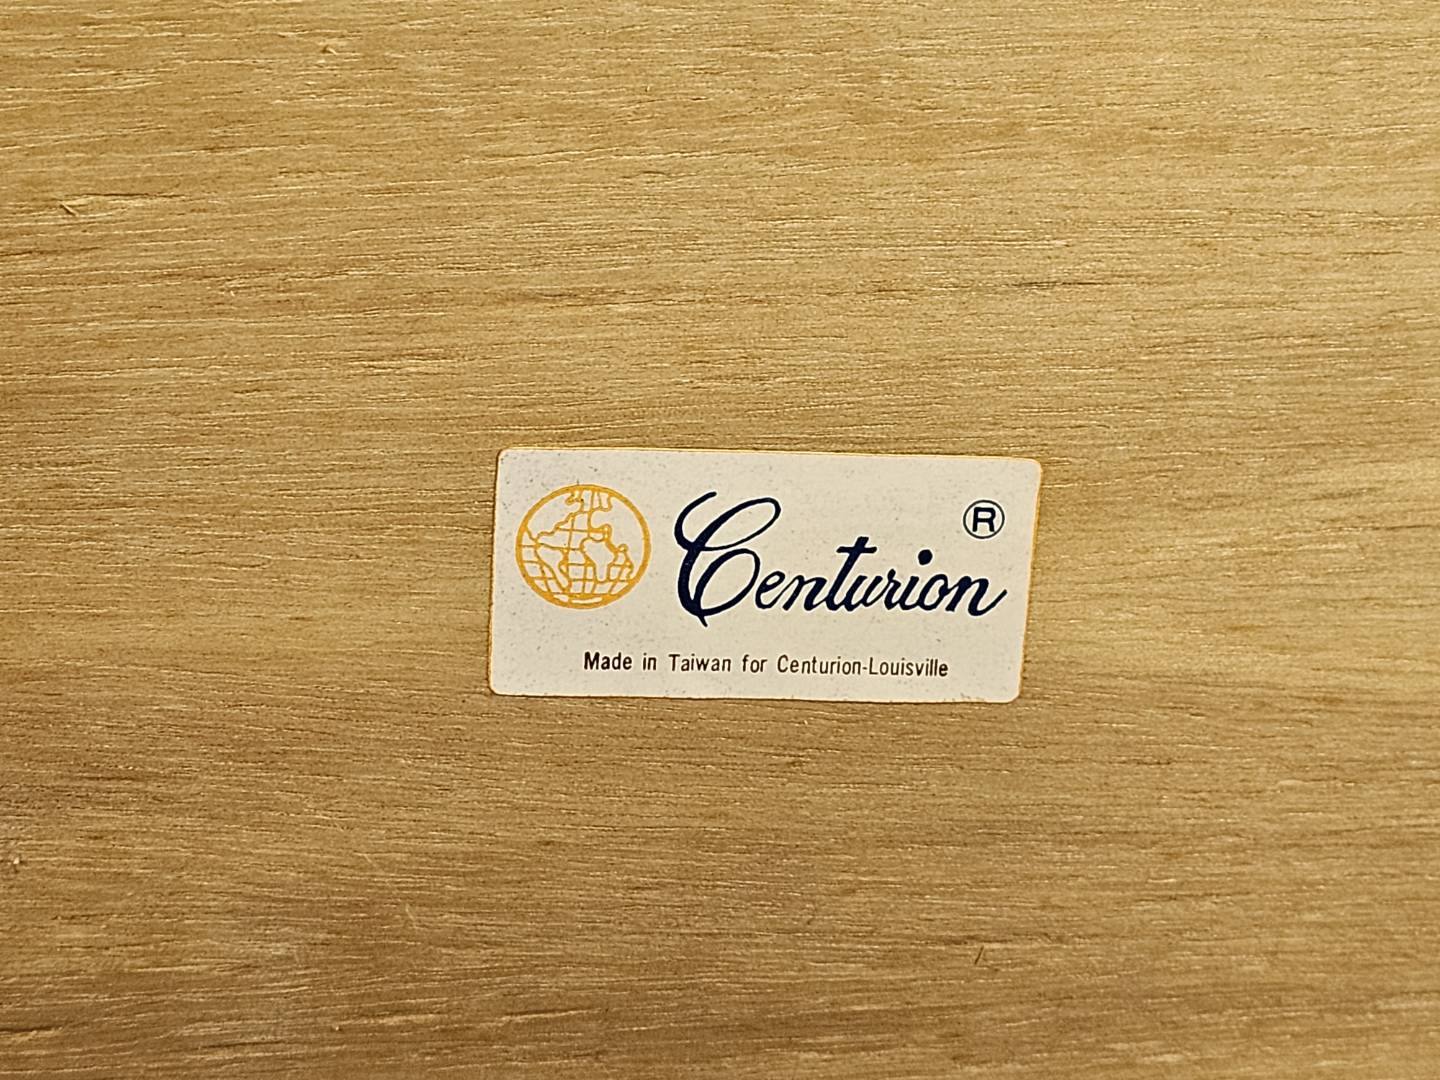 Centurion ®
Made in Taiwan for Centurion-Louisville